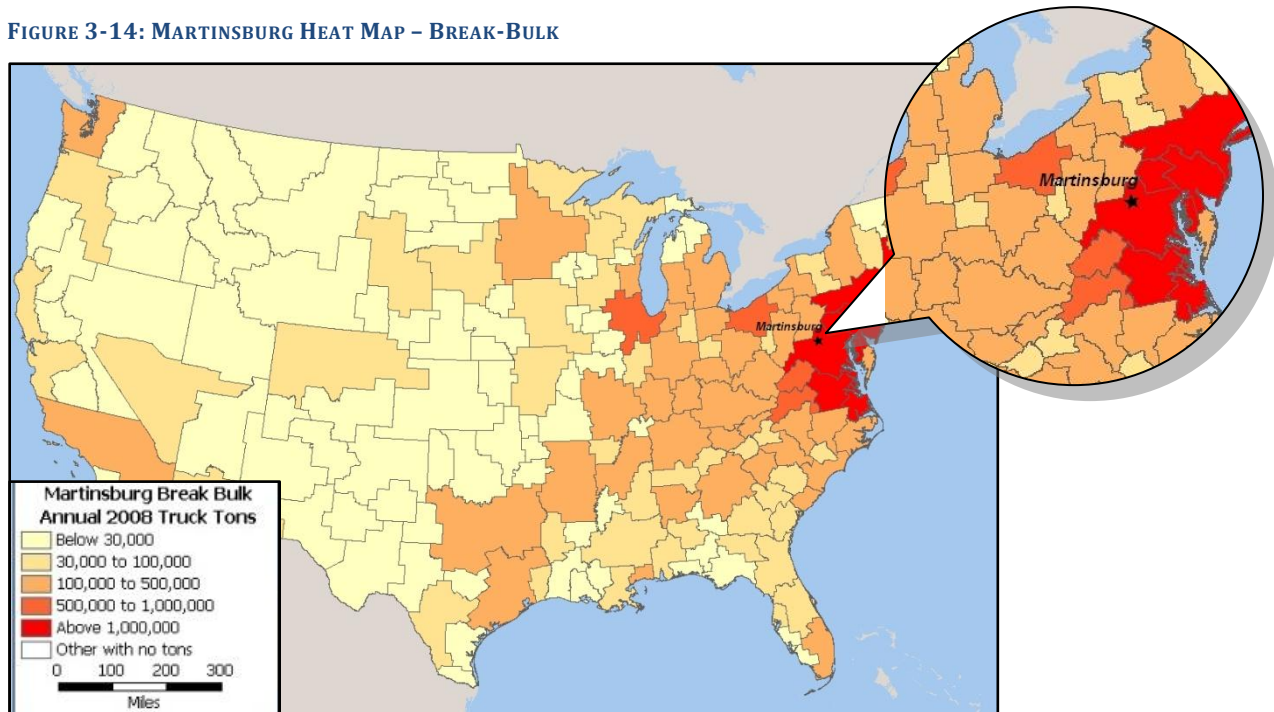 FIGURE 3-14: MARTINSBURG HEAT MAP – BREAK-BULK
Martinsburg
Martinsburg
Martinsburg Break Bulk
Annual 2008 Truck Tons
Below 30,000
30,000 to 100,000
100,000 to 500,000
500,000 to 1,000,000
Above 1,000,000
Other with no tons
0 100 200 300
Miles